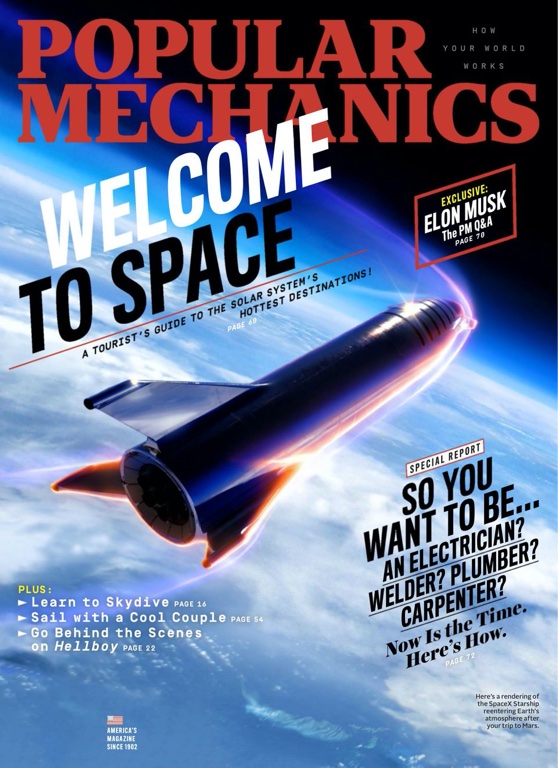 POPULAR
MECHANICS
HOW
YOUR WORLD
WORKS
WELCOME
TO SPACE
A TOURIST'S GUIDE TO THE SOLAR SYSTEM'S
HOTTEST DESTINATIONS!
PAGE 60
EXCLUSIVE:
ELON MUSK
The PM Q&A
PAGE 70
SPECIAL REPORT
SO YOU
WANT TO BE...
AN ELECTRICIAN?
WELDER? PLUMBER?
CARPENTER?
Now Is the Time.
Here's How.
PAGE 72
PLUS:
► Learn to Skydive PAGE 16
► Sail with a Cool Couple PAGE 54
► Go Behind the Scenes
on Hellboy PAGE 22
Here's a rendering of
the SpaceX Starship
reentering Earth's
atmosphere after
your trip to Mars.
AMERICA'S
MAGAZINE
SINCE 1902